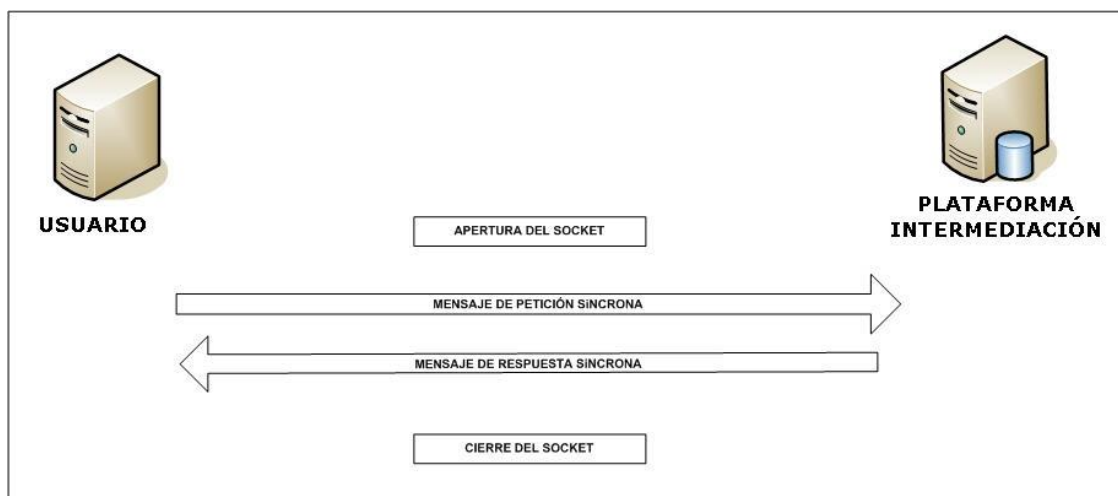 USUARIO
PLATAFORMA
INTERMEDIACIÓN
APERTURA DEL SOCKET
MENSAJE DE PETICIÓN SíNCRONA
MENSAJE DE RESPUESTA SíNCRONA
CIERRE DEL SOCKET